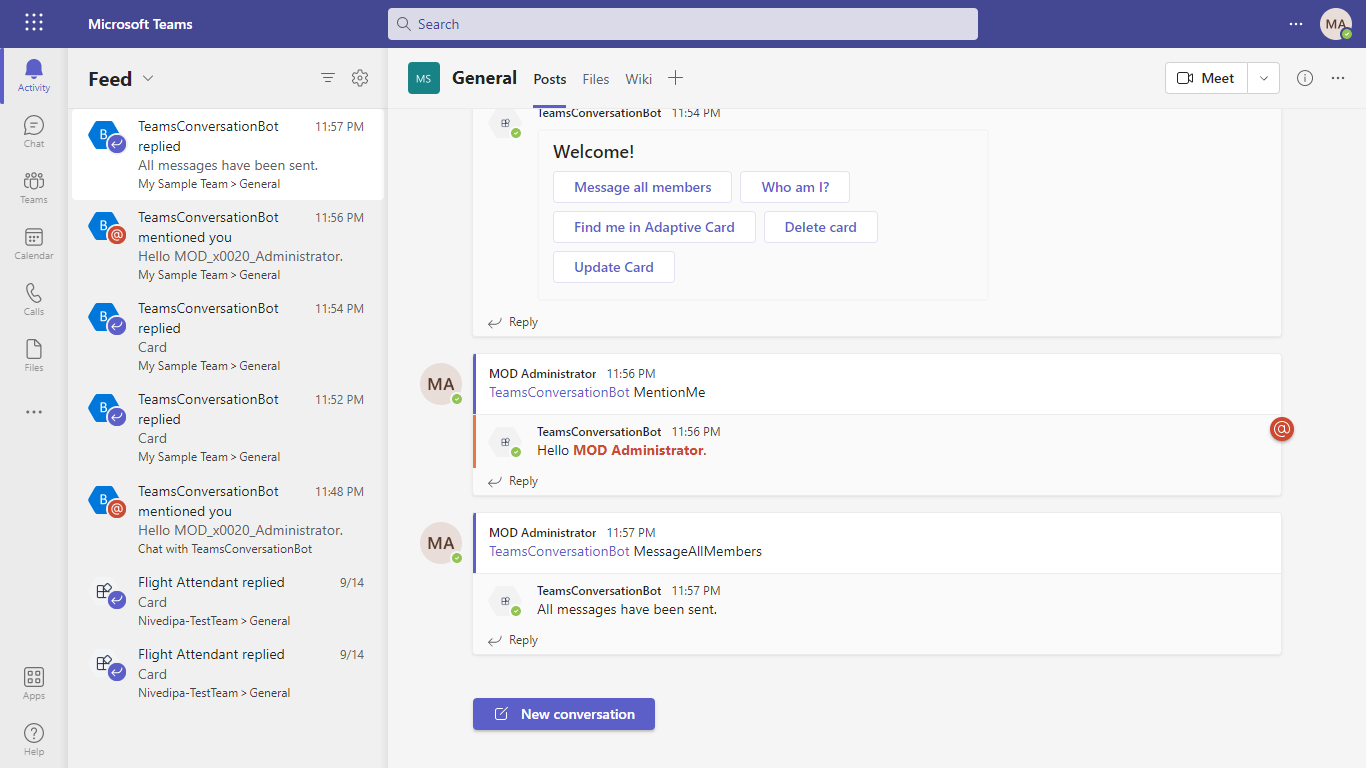 Microsoft Teams
Search
MA
Activity
Chat
Teams
Calendar
Calls
Files
Apps
Help
Feed
B
TeamsConversationBot 11:57 PM
replied
All messages have been sent.
My Sample Team > General
B
@
TeamsConversationBot 11:56 PM
mentioned you
Hello MOD_x0020_Administrator.
My Sample Team > General
B
TeamsConversationBot 11:54 PM
replied
Card
My Sample Team > General
B
TeamsConversationBot 11:52 PM
replied
Card
My Sample Team > General
B
@
TeamsConversationBot 11:48 PM
mentioned you
Hello MOD_x0020_Administrator.
Chat with TeamsConversationBot
Flight Attendant replied 9/14
Card
Nivedipa-TestTeam > General
Flight Attendant replied 9/14
Card
Nivedipa-TestTeam > General
MS General Posts Files Wiki
Meet
TeamsConversationBot 11:54 PM
Welcome!
Message all members Who am I?
Find me in Adaptive Card Delete card
Update Card
Reply
MA
MOD Administrator 11:56 PM
TeamsConversationBot MentionMe
TeamsConversationBot 11:56 PM
Hello MOD Administrator.
@
Reply
MA
MOD Administrator 11:57 PM
TeamsConversationBot MessageAllMembers
TeamsConversationBot 11:57 PM
All messages have been sent.
Reply
New conversation